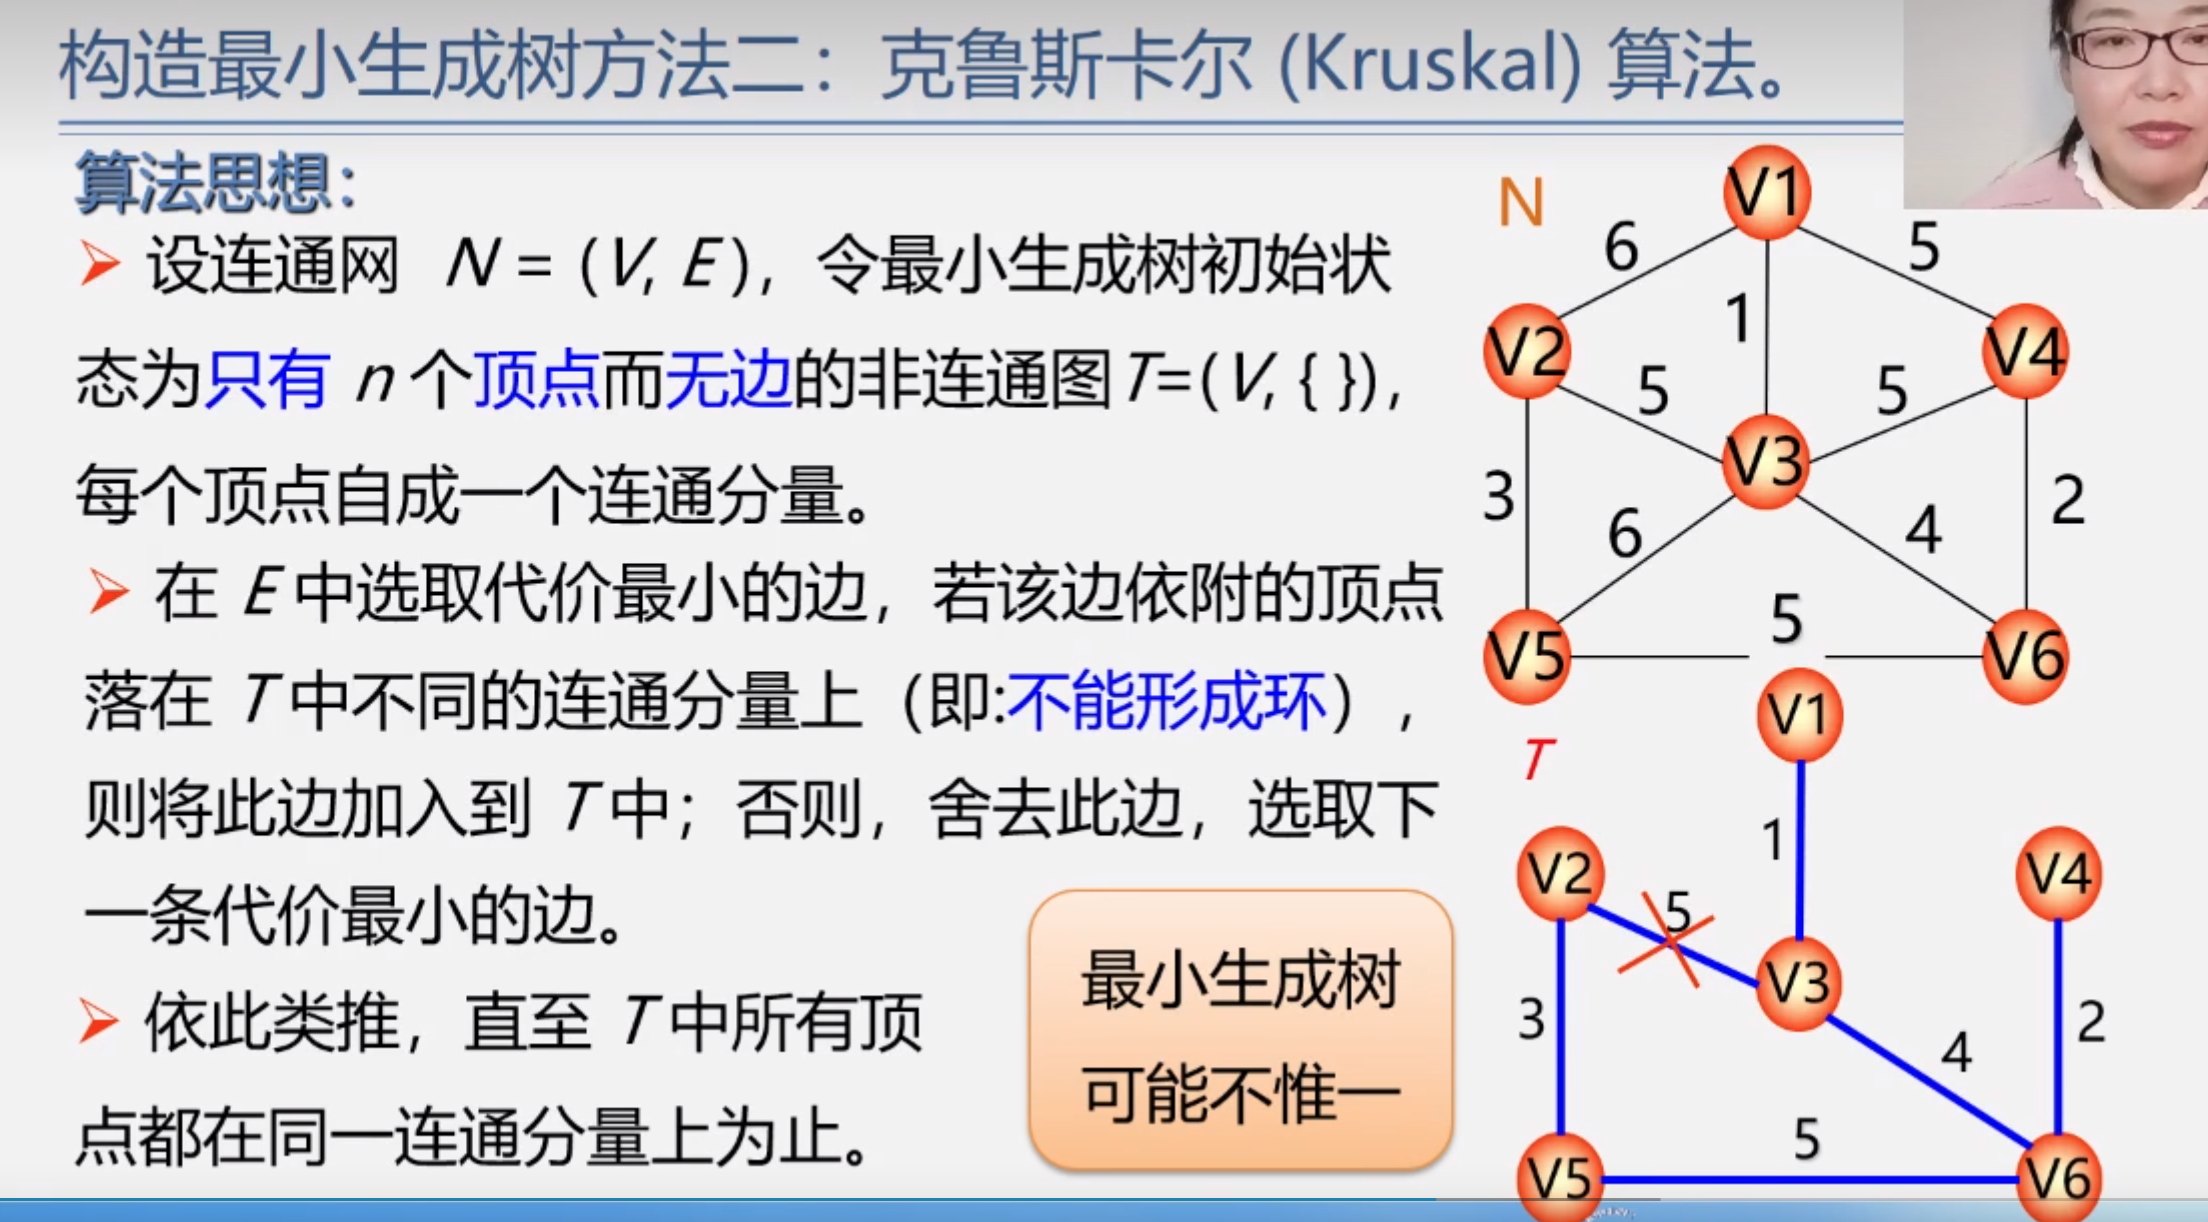 构造最小生成树方法二：克鲁斯卡尔 (Kruskal) 算法。
算法思想：
➢ 设连通网 N = (V, E)，令最小生成树初始状
态为只有 n 个顶点而无边的非连通图 T=(V, { })，
每个顶点自成一个连通分量。
➢ 在 E 中选取代价最小的边，若该边依附的顶点
落在 T 中不同的连通分量上（即:不能形成环），
则将此边加入到 T 中；否则，舍去此边，选取下
一条代价最小的边。
➢ 依此类推，直至 T 中所有顶
点都在同一连通分量上为止。
最小生成树
可能不惟一
N
V1
6
5
1
V2
V4
5
5
V3
3
6
4
2
5
V5
V6
T
V1
1
V2
V4
5
V3
3
4
2
5
V5
V6